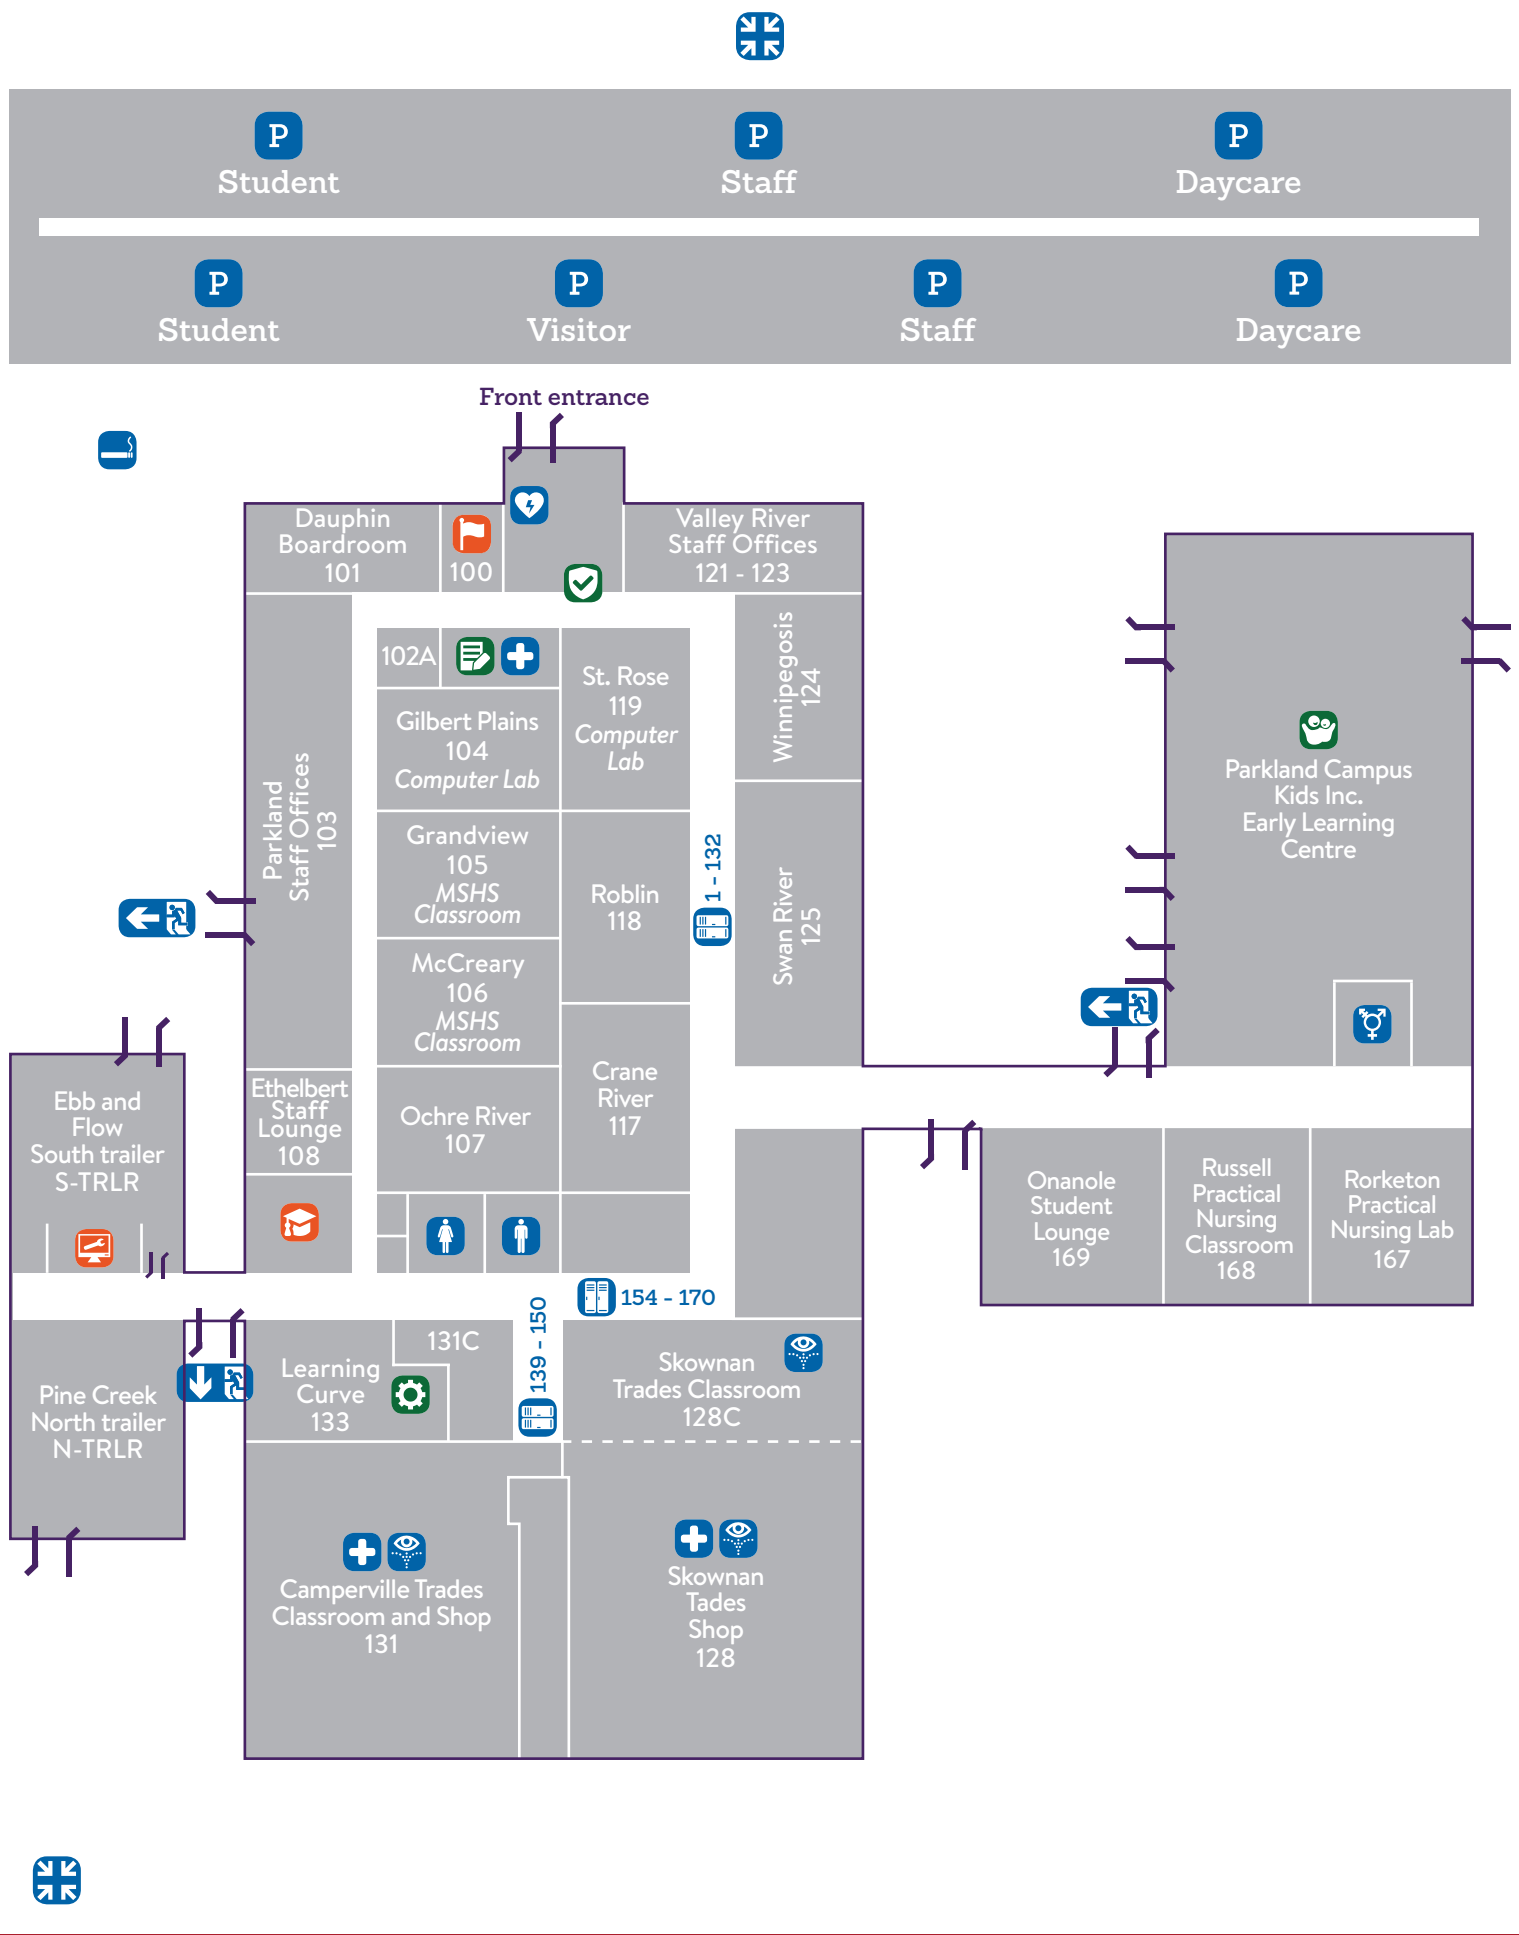 P
P
P
Student
Staff
Daycare
P
P
P
P
Student
Visitor
Staff
Daycare
Front entrance
Dauphin
Boardroom
101
100
Valley River
Staff Offices
121 - 123
102A
St. Rose
119
Computer
Lab
Winnipegosis
124
Gilbert Plains
104
Computer Lab
Parkland
Staff Offices
103
Grandview
105
MSHS
Classroom
Roblin
118
1 - 132
Swan River
125
Parkland Campus
Kids Inc.
Early Learning
Centre
McCreary
106
MSHS
Classroom
Crane
River
117
Ebb and
Flow
South trailer
S-TRLR
Ethelbert
Staff
Lounge
108
Ochre River
107
Onanole
Student
Lounge
169
Russell
Practical
Nursing
Classroom
168
Rorketon
Practical
Nursing Lab
167
154 - 170
139 - 150
131C
Learning
Curve
133
Skownan
Trades Classroom
128C
Pine Creek
North trailer
N-TRLR
Camperville Trades
Classroom and Shop
131
Skownan
Tades
Shop
128